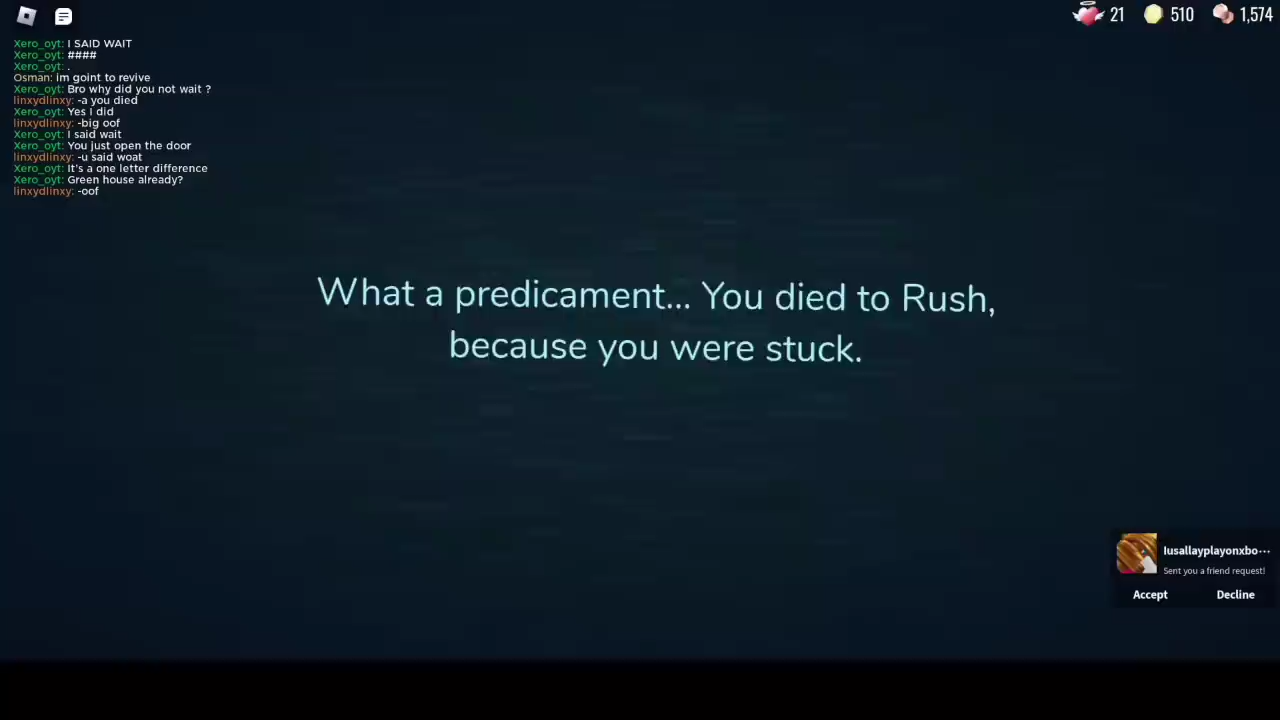 21 510 1,574
Xero_oyt: I SAID WAIT
Xero_oyt: ####
Xero_oyt: .
Osman: im goint to revive
Xero_oyt: Bro why did you not wait ?
linxydlinxy: -a you died
Xero_oyt: Yes I did
linxydlinxy: -big oof
Xero_oyt: I said wait
Xero_oyt: You just open the door
linxydlinxy: -u said woat
Xero_oyt: It's a one letter difference
Xero_oyt: Green house already?
linxydlinxy: -oof
What a predicament... You died to Rush,
because you were stuck.
Iusallayplayonxbo...
Sent you a friend request!
Accept Decline